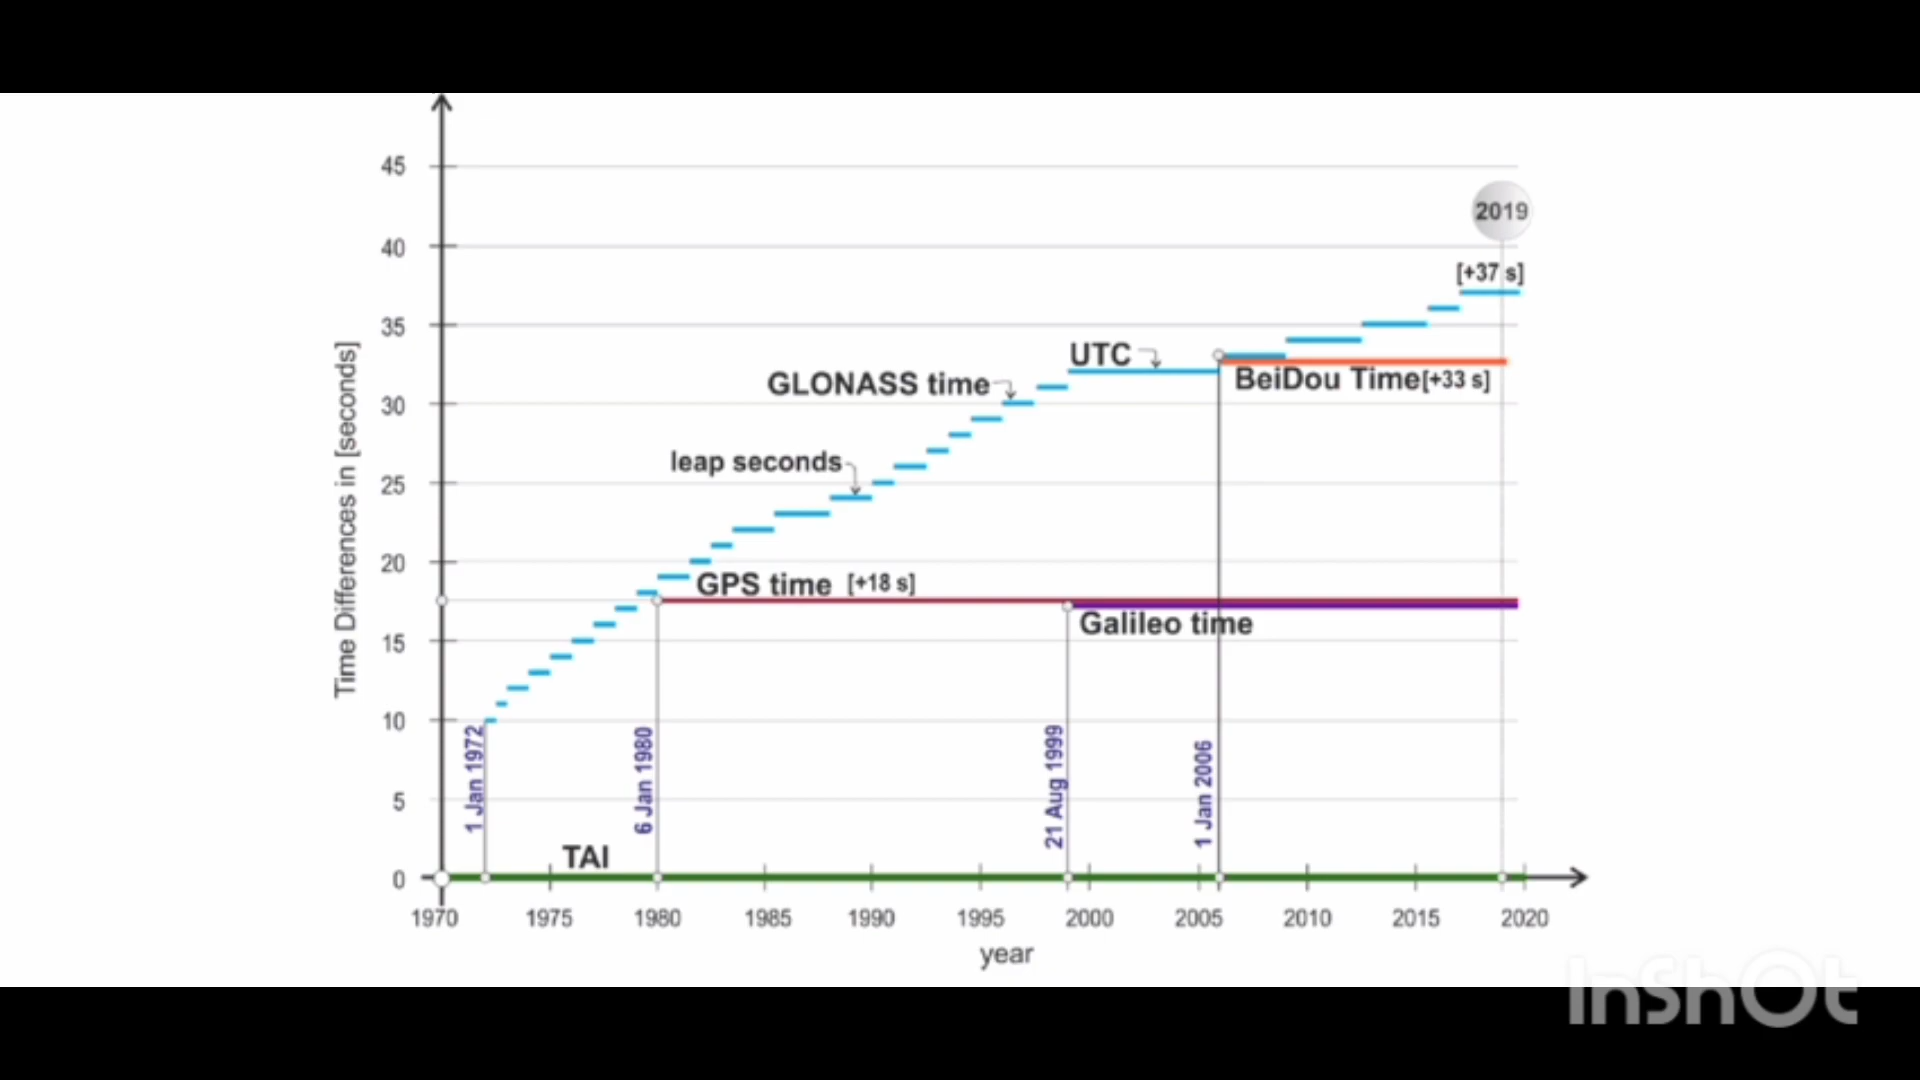 45
2019
40
[+37 s]
35
UTC
BeiDou Time[+33 s]
GLONASS time
30
leap seconds
25
20
GPS time [+18 s]
Galileo time
15
10
5
0
Time Differences in [seconds]
1 Jan 1972
6 Jan 1980
21 Aug 1999
1 Jan 2006
TAI
1970 1975 1980 1985 1990 1995 2000 2005 2010 2015 2020
year
InShOt